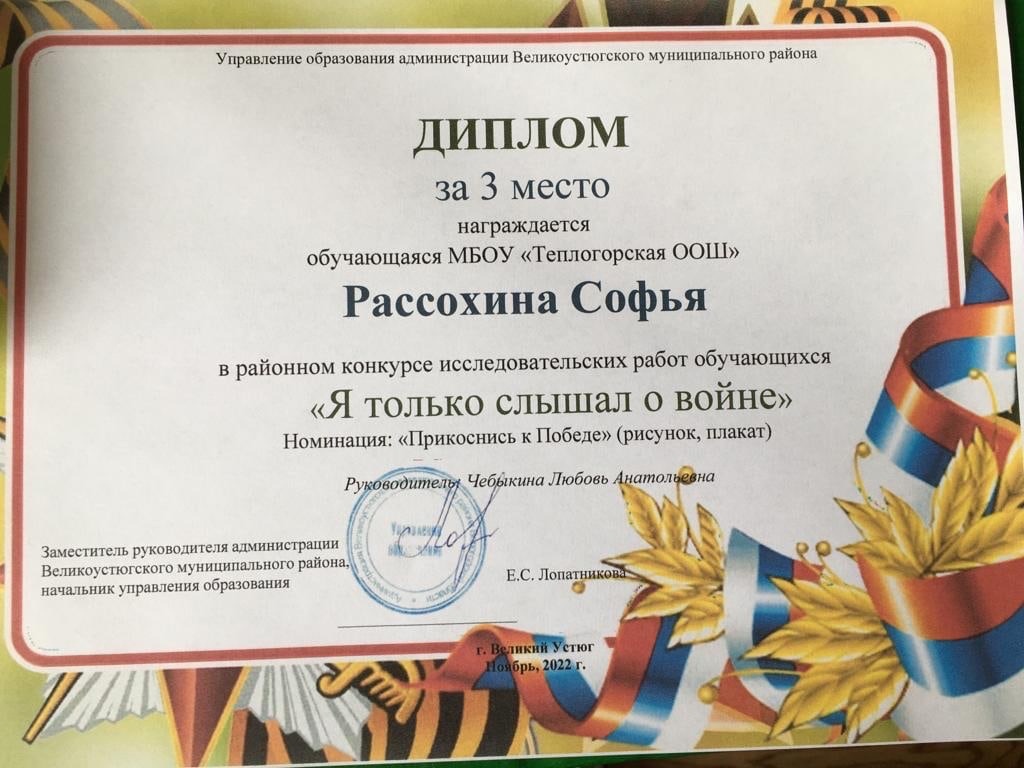 Управление образования администрации Великоустюгского муниципального района
ДИПЛОМ
за 3 место
награждается
обучающаяся МБОУ «Теплогорская ООШ»
Рассохина Софья
в районном конкурсе исследовательских работ обучающихся
«Я только слышал о войне»
Номинация: «Прикоснись к Победе» (рисунок, плакат)
Руководитель: Чебыкина Любовь Анатольевна
Заместитель руководителя администрации
Великоустюгского муниципального района,
начальник управления образования
Управление
образования
Е.С. Лопатникова
г. Великий Устюг
Ноябрь, 2022 г.